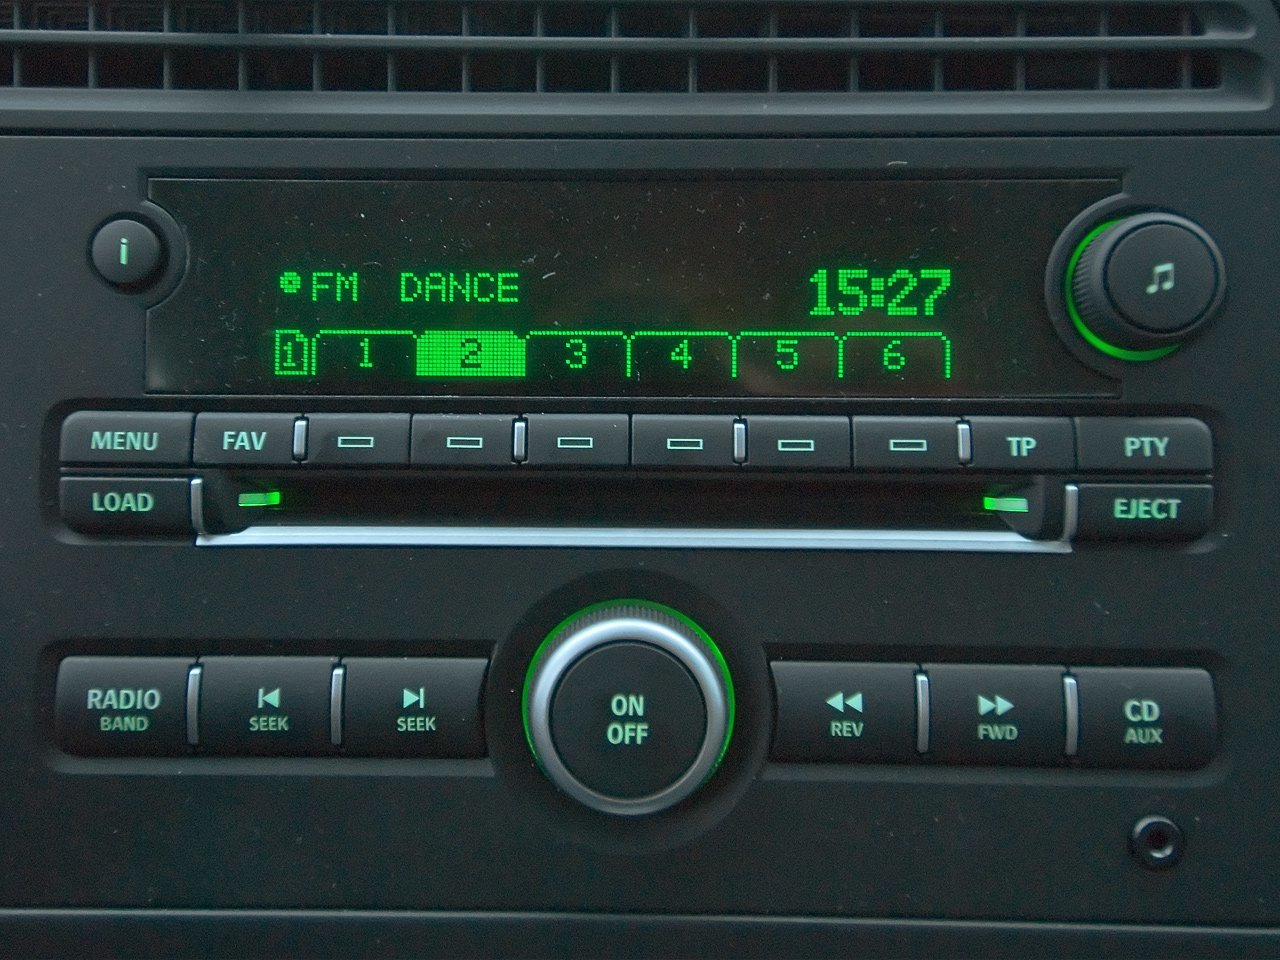 i
FM DANCE 15:27
1 1 2 3 4 5 6
MENU FAV TP PTY
LOAD EJECT
RADIO BAND
SEEK
SEEK
ON
OFF
REV
FWD
CD
AUX